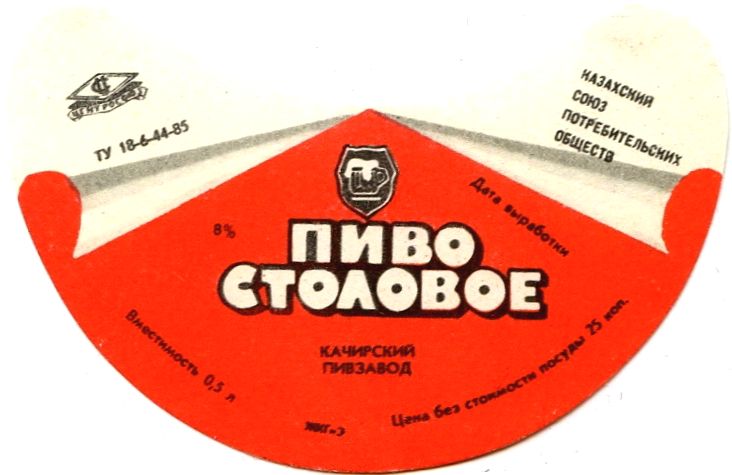 ЦЕНТРОСОЮЗ
ТУ 18-6-44-85
КАЗАХСКИЙ
СОЮЗ
ПОТРЕБИТЕЛЬСКИХ
ОБЩЕСТВ
8%
Дата выработки
ПИВО
СТОЛОВОЕ
КАЧИРСКИЙ
ПИВЗАВОД
Вместимость 0,5 л
Цена без стоимости посуды 25 коп.